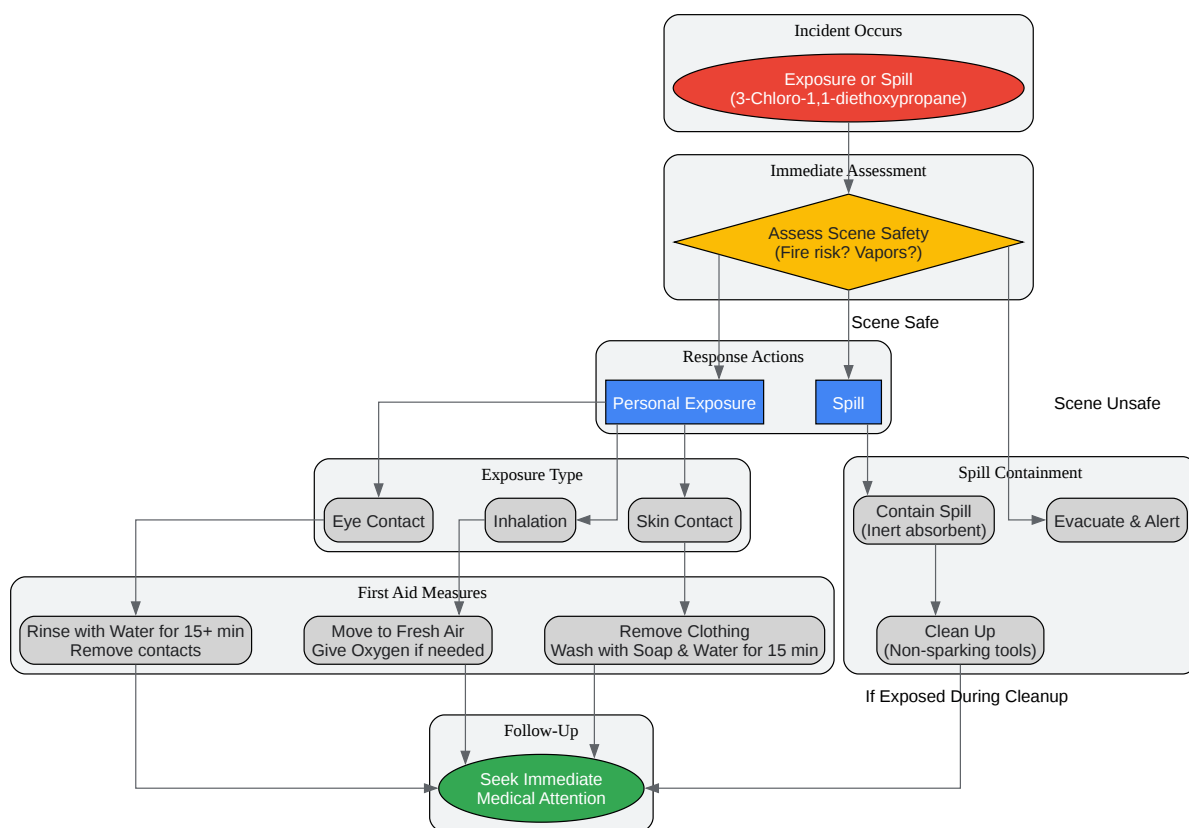 Incident Occurs
Exposure or Spill
(3-Chloro-1,1-diethoxypropane)
Immediate Assessment
Assess Scene Safety
(Fire risk? Vapors?)
Scene Safe
Response Actions
Personal Exposure
Spill
Scene Unsafe
Exposure Type
Eye Contact
Inhalation
Skin Contact
Spill Containment
Contain Spill
(Inert absorbent)
Evacuate & Alert
First Aid Measures
Rinse with Water for 15+ min
Remove contacts
Move to Fresh Air
Give Oxygen if needed
Remove Clothing
Wash with Soap & Water for 15 min
Clean Up
(Non-sparking tools)
If Exposed During Cleanup
Follow-Up
Seek Immediate
Medical Attention